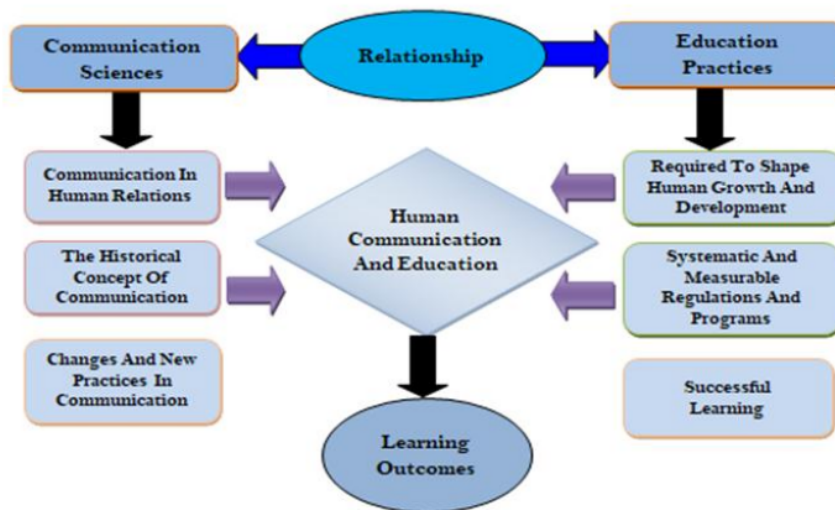 Communication
Sciences
Relationship
Education
Practices
Communication In
Human Relations
Required To Shape
Human Growth And
Development
Human
Communication
And Education
The Historical
Concept Of
Communication
Systematic And
Measurable
Regulations And
Programs
Changes And New
Practices In
Communication
Successful
Learning
Learning
Outcomes